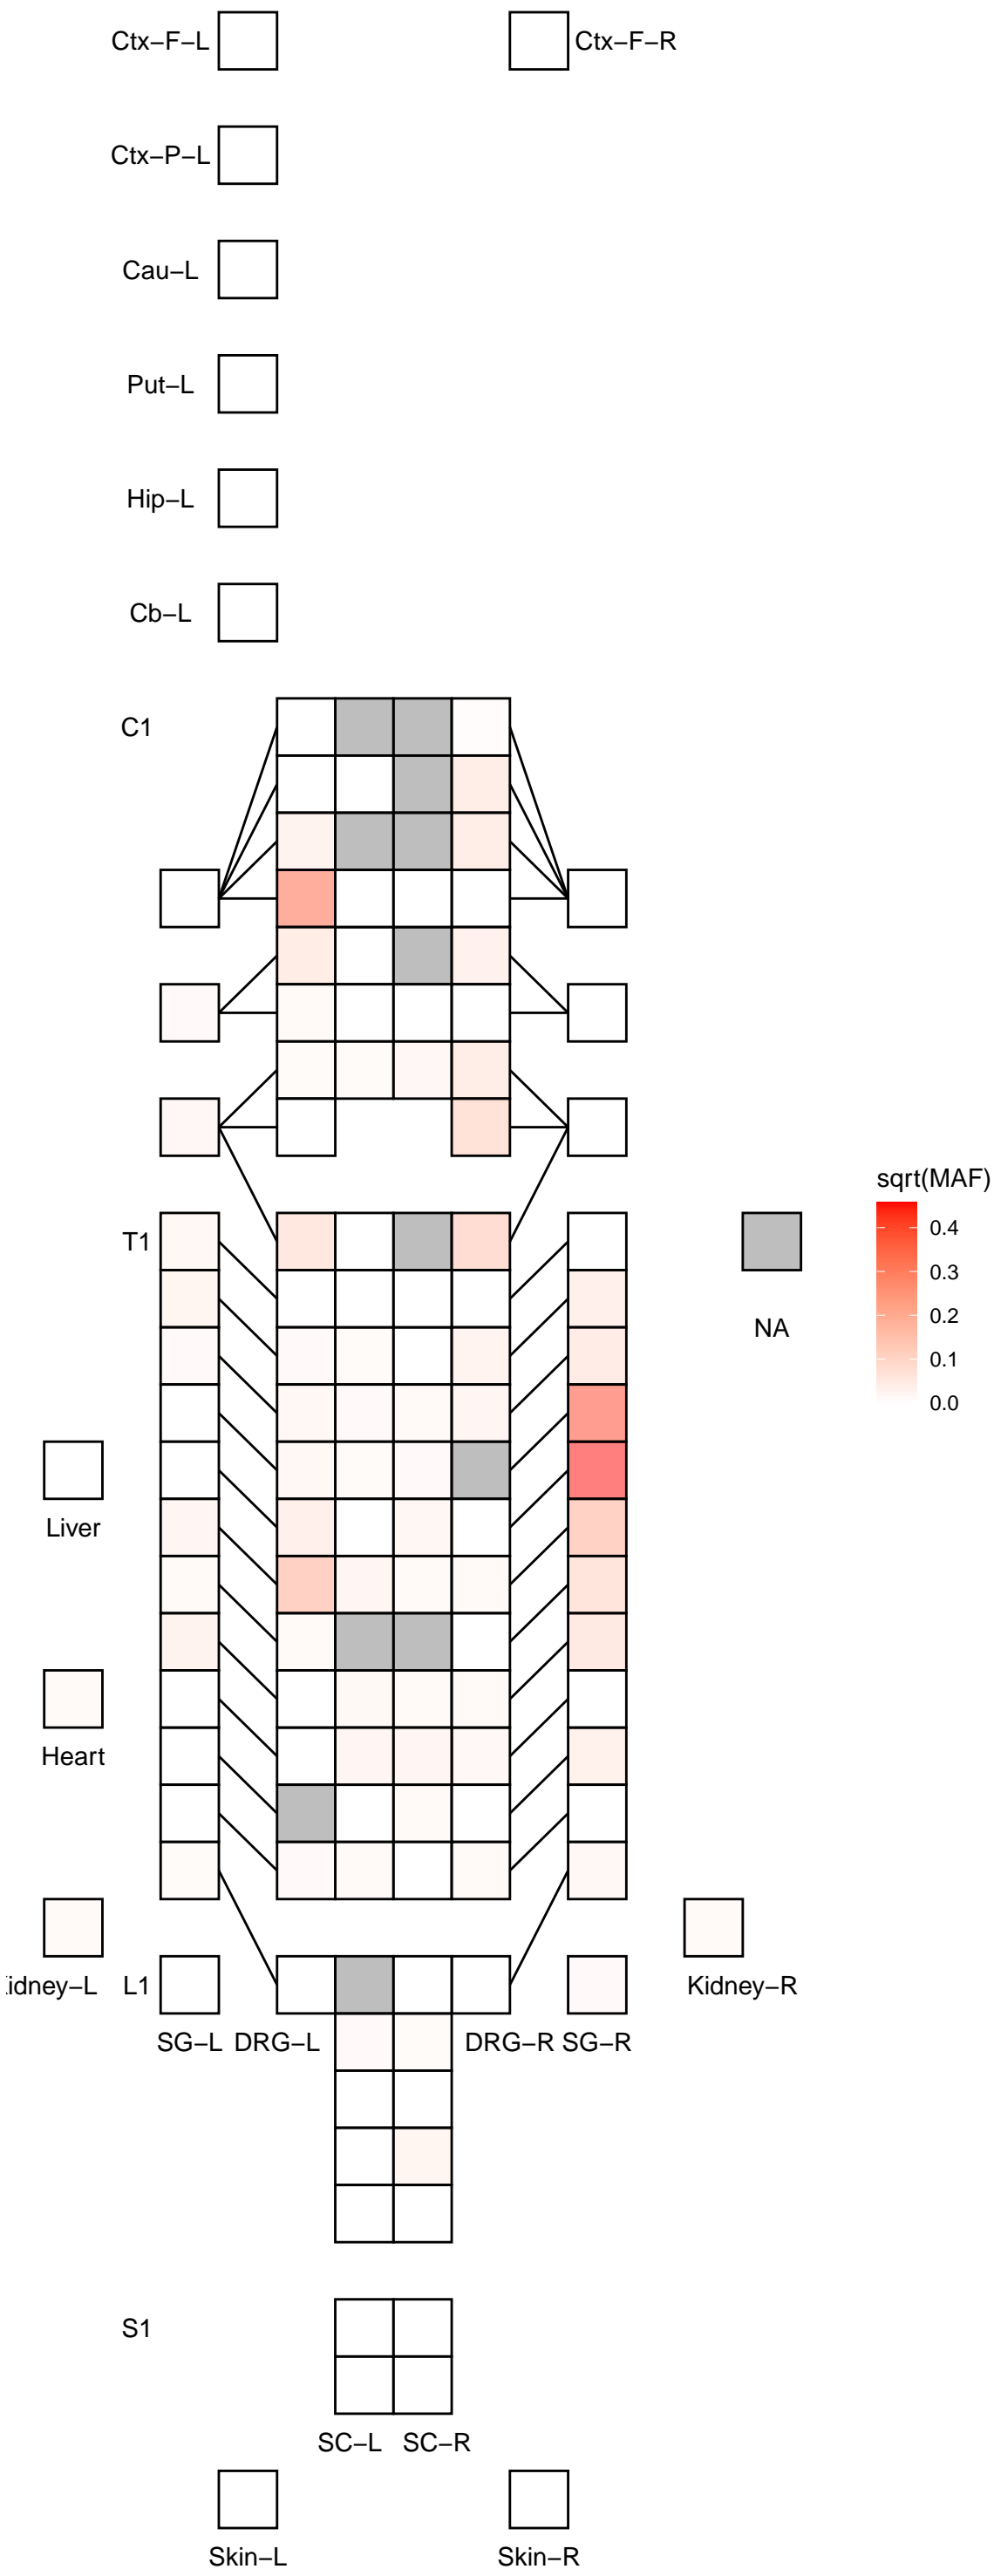 Ctx−F−L
Ctx−F−R
Ctx−P−L
Cau−L
Put−L
Hip−L
Cb−L
C1
sqrt(MAF)
0.4
0.3
0.2
0.1
0.0
T1
NA
Liver
Heart
idney−L
L1
Kidney−R
SG−L DRG−L DRG−R SG−R
S1
SC−L SC−R
Skin−L
Skin−R